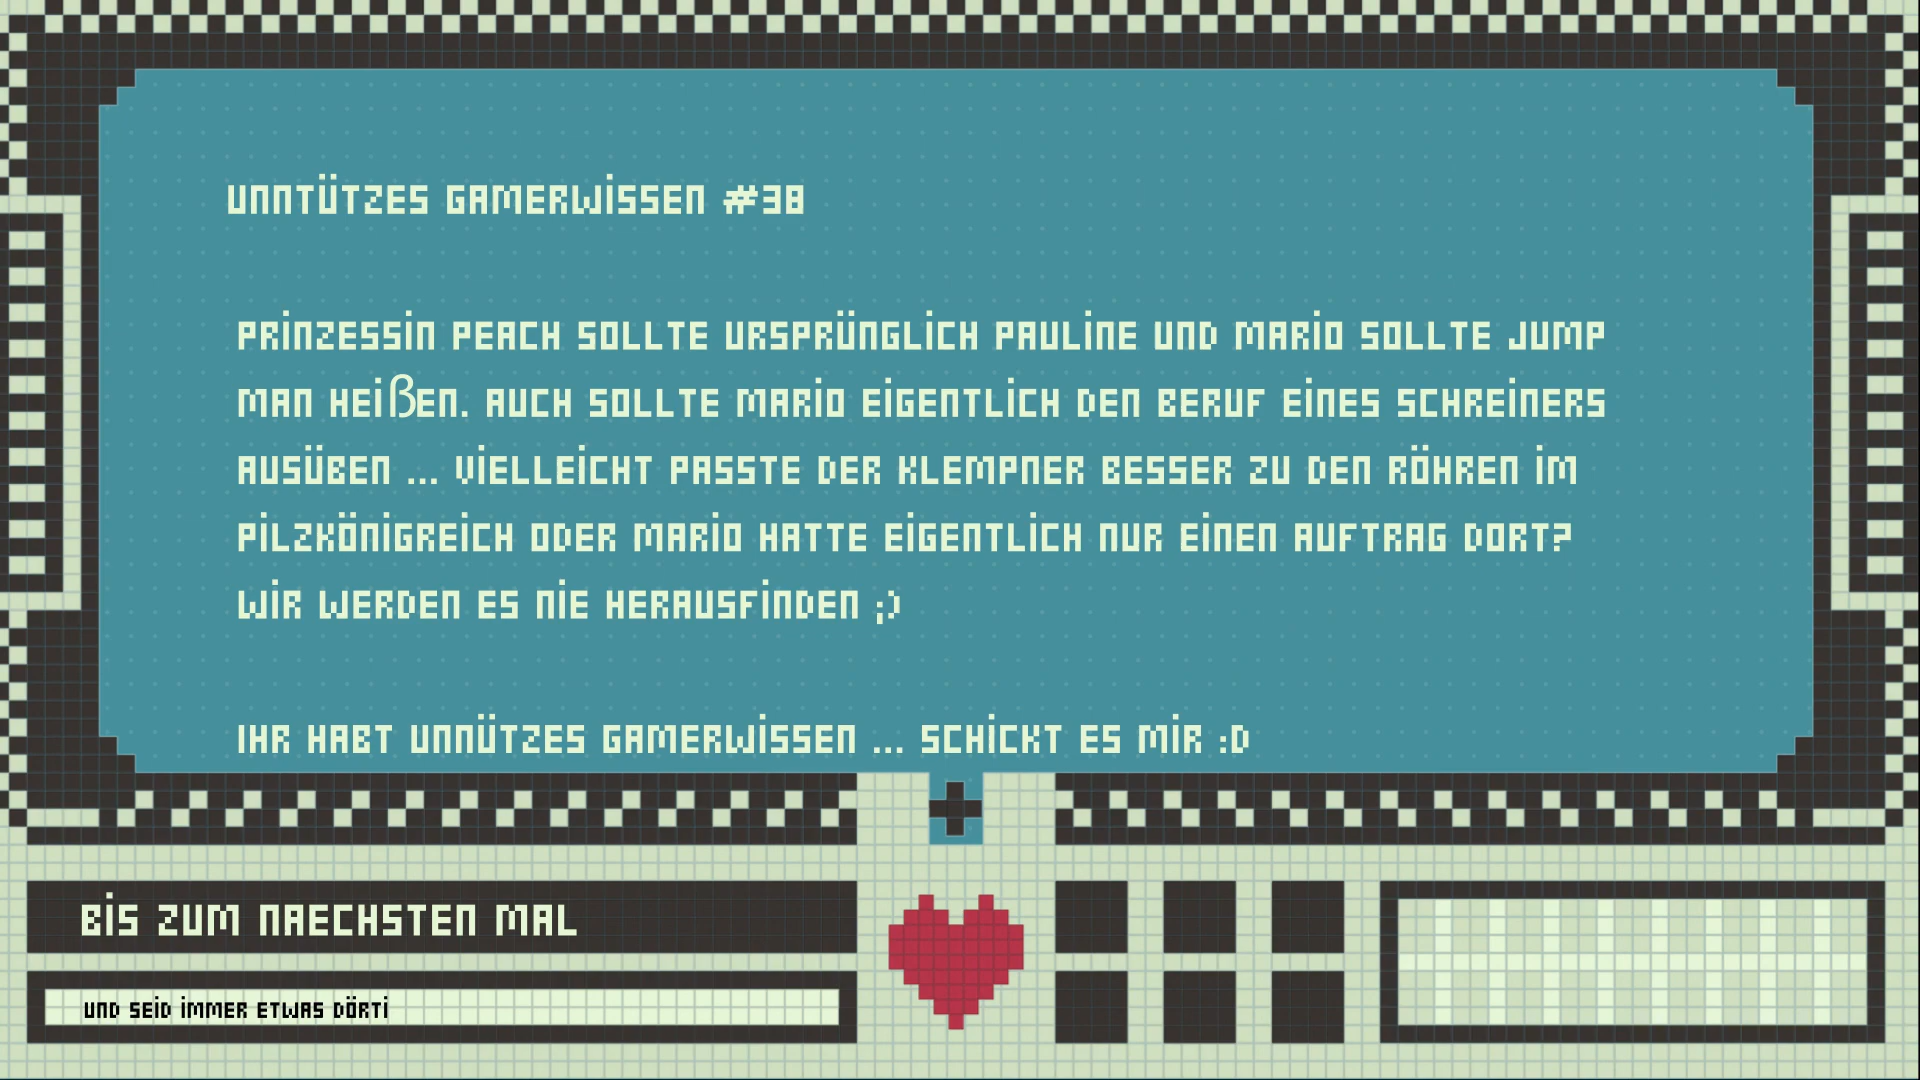 UNNTÜTZES GAMERWISSEN #38
PRINZESSIN PEACH SOLLTE URSPRÜNGLICH PAULINE UND MARIO SOLLTE JUMP
MAN HEIßEN. AUCH SOLLTE MARIO EIGENTLICH DEN BERUF EINES SCHREINERS
AUSÜBEN ... VIELLEICHT PASSTE DER KLEMPNER BESSER ZU DEN RÖHREN IM
PILZKÖNIGREICH ODER MARIO HATTE EIGENTLICH NUR EINEN AUFTRAG DORT?
WIR WERDEN ES NIE HERAUSFINDEN ;)
IHR HABT UNNÜTZES GAMERWISSEN ... SCHICKT ES MIR :D
BIS ZUM NAECHSTEN MAL
UND SEID IMMER ETWAS DÖRTI